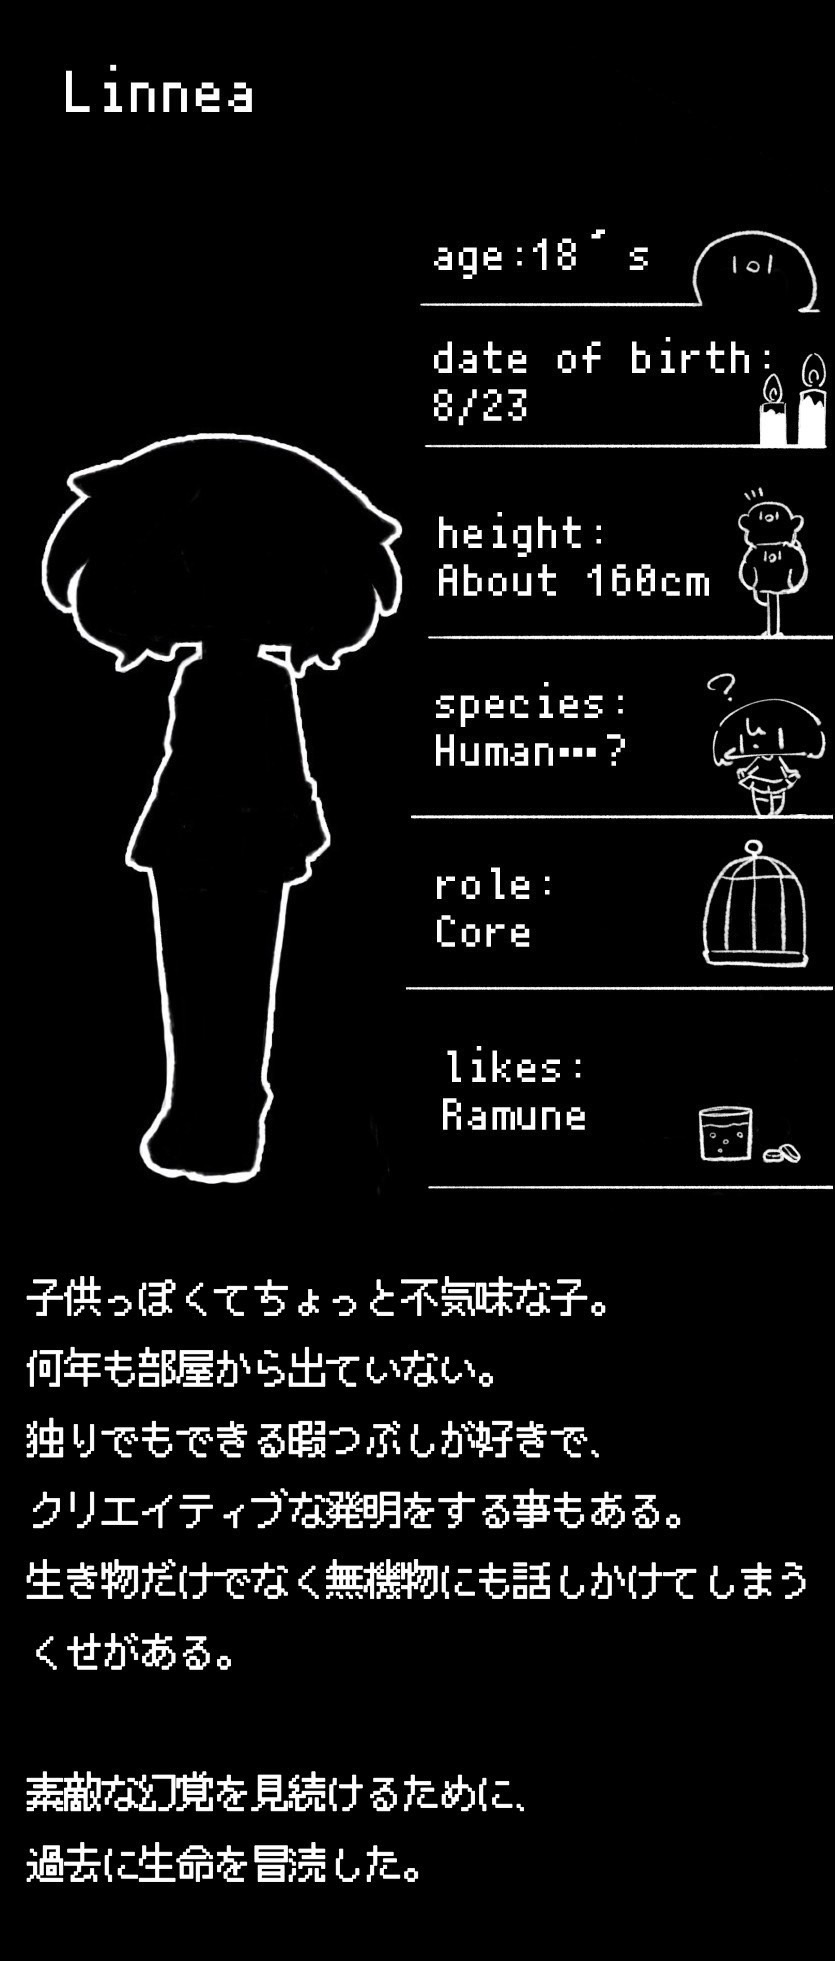 Linnea
age:18´s
date of birth:
8/23
height:
About 160cm
?
species:
Human…?
role:
Core
likes:
Ramune
子供っぽくてちょっと不気味な子。
何年も部屋から出ていない。
独りでもできる暇つぶしが好きで、
クリエイティブな発明をする事もある。
生き物だけでなく無機物にも話しかけてしまう
くせがある。
素敵な幻覚を見続けるために、
過去に生命を冒涜した。